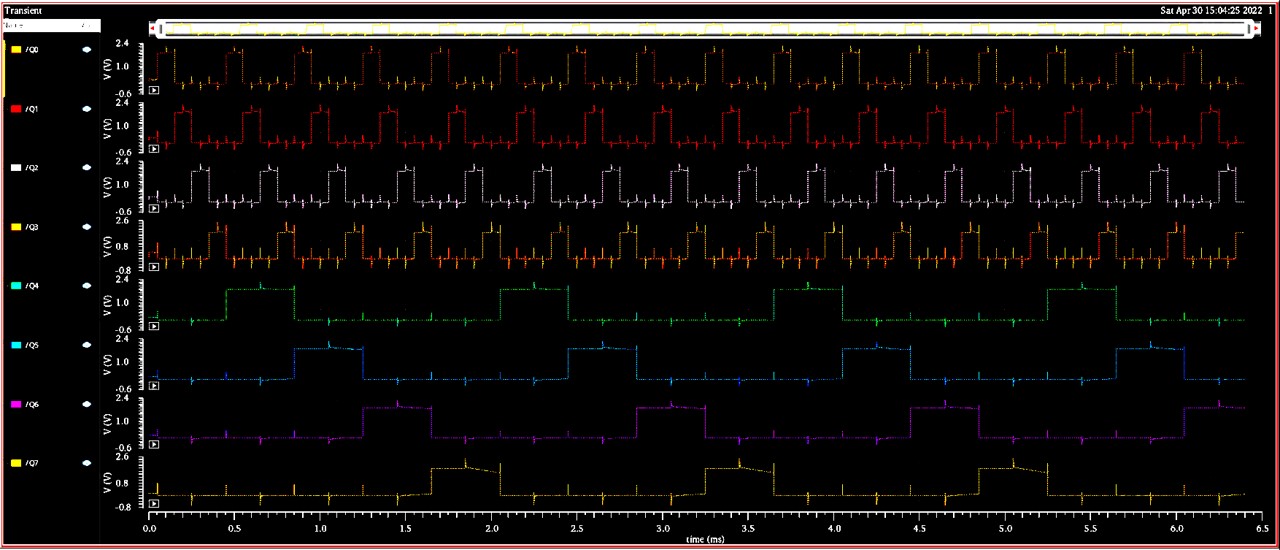 Transient Sat Apr 30 15:04:25 2022 1
/Q0 V (V) 2.4 1.0 -0.6
/Q1 V (V) 2.4 1.0 -0.6
/Q2 V (V) 2.4 1.0 -0.6
/Q3 V (V) 2.6 0.8 -0.8
/Q4 V (V) 2.4 1.0 -0.6
/Q5 V (V) 2.4 1.0 -0.6
/Q6 V (V) 2.4 1.0 -0.6
/Q7 V (V) 2.6 0.8 -0.8
0.0 0.5 1.0 1.5 2.0 2.5 3.0 3.5 4.0 4.5 5.0 5.5 6.0 6.5
time (ms)